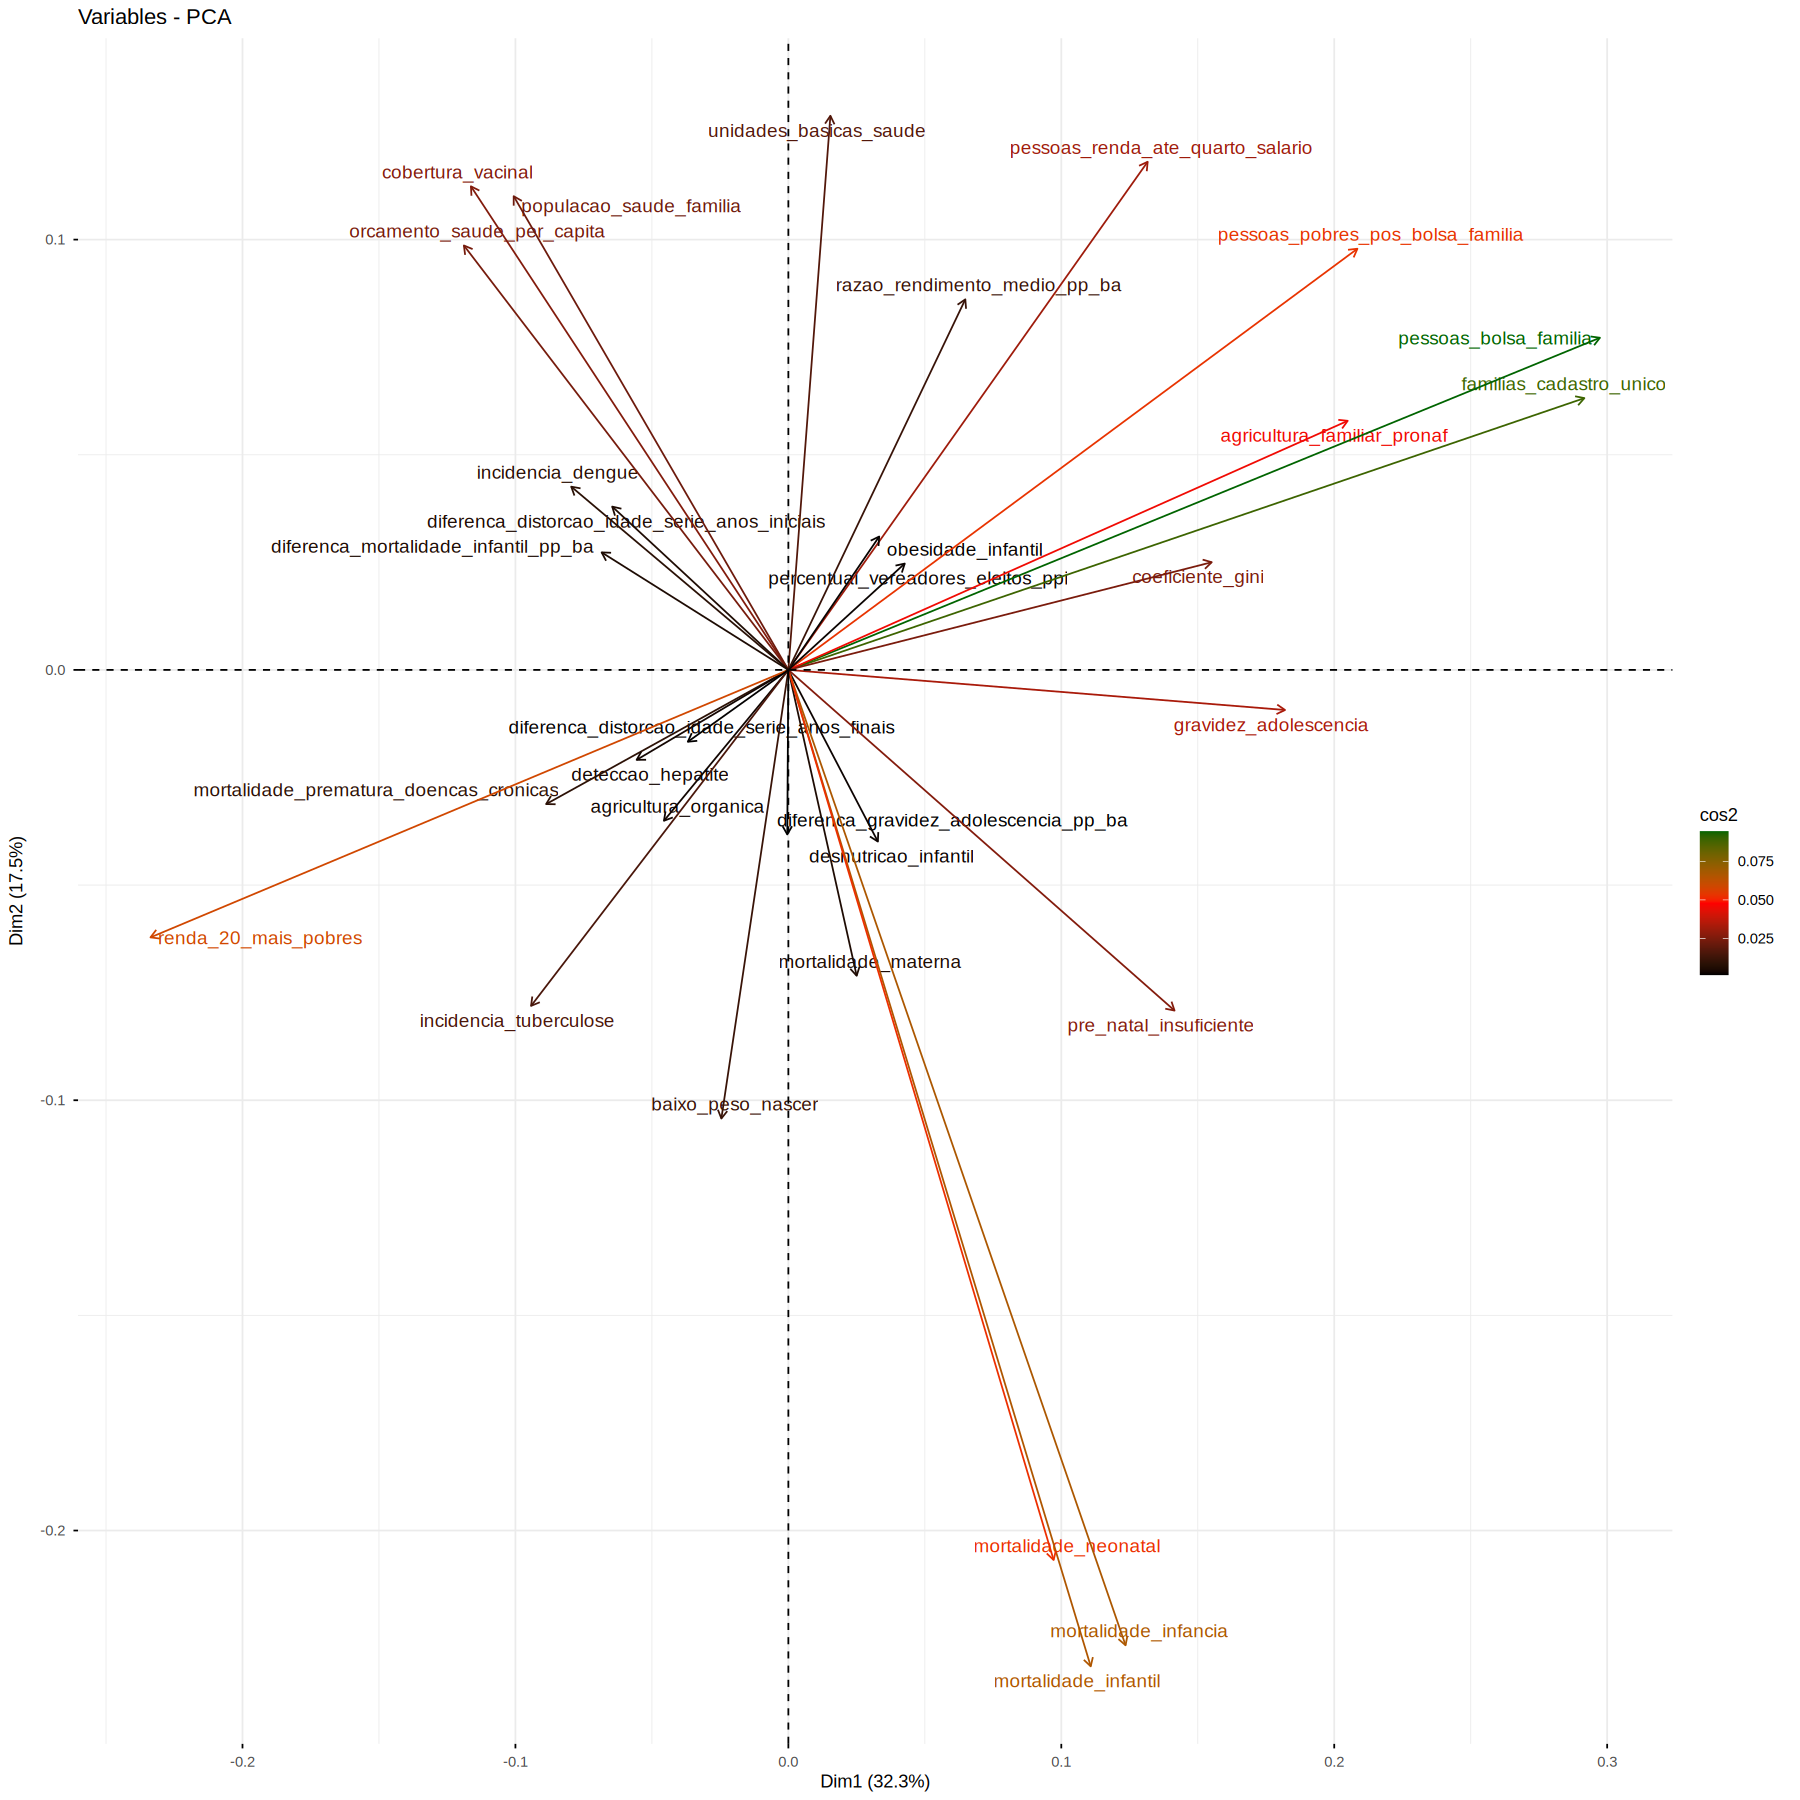 Variables - PCA
unidades_basicas_saude
pessoas_renda_ate_quarto_salario
cobertura_vacinal
populacao_saude_familia
orcamento_saude_per_capita
pessoas_pobres_pos_bolsa_familia
0.1
razao_rendimento_medio_pp_ba
pessoas_bolsa_familia
familias_cadastro_unico
agricultura_familiar_pronaf
incidencia_dengue
diferenca_distorcao_idade_serie_anos_iniciais
diferenca_mortalidade_infantil_pp_ba
obesidade_infantil
percentual_vereadores_eleitos_ppi
coeficiente_gini
0.0
gravidez_adolescencia
diferenca_distorcao_idade_serie_anos_finais
deteccao_hepatite
mortalidade_prematura_doencas_cronicas
agricultura_organica
diferenca_gravidez_adolescencia_pp_ba
desnutricao_infantil
cos2
0.075
0.050
0.025
Dim2 (17.5%)
renda_20_mais_pobres
mortalidade_materna
incidencia_tuberculose
pre_natal_insuficiente
-0.1
baixo_peso_nascer
-0.2
mortalidade_neonatal
mortalidade_infancia
mortalidade_infantil
-0.2
-0.1
0.0
0.1
0.2
0.3
Dim1 (32.3%)